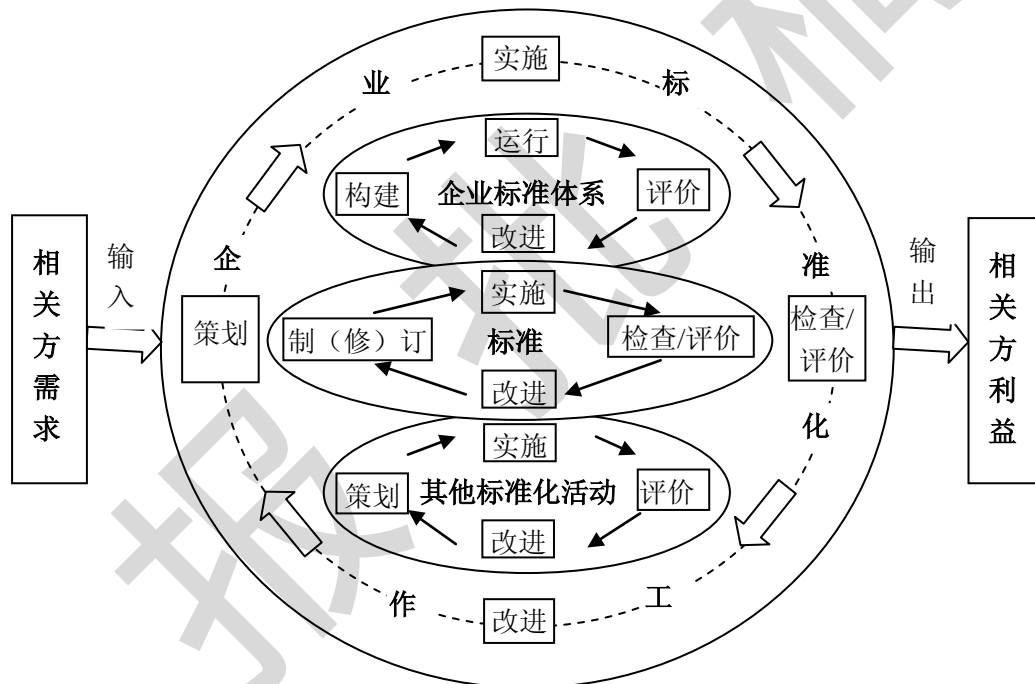 实施
业
标
运行
构建
企业标准体系
评价
改进
企
准
相关方需求
输入
策划
实施
制（修）订
标准
检查/评价
改进
检查/
评价
输出
相关方利益
化
实施
策划
其他标准化活动
评价
改进
作
工
改进
报批稿